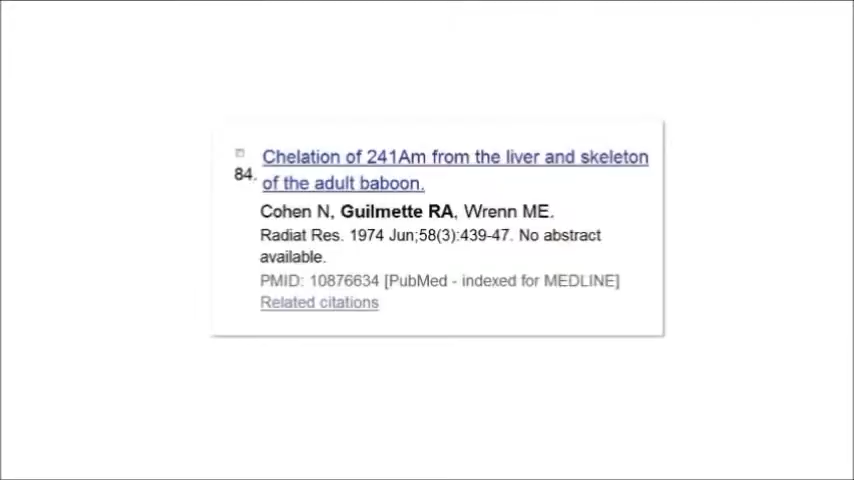 84. Chelation of 241Am from the liver and skeleton
of the adult baboon.
Cohen N, Guilmette RA, Wrenn ME.
Radiat Res. 1974 Jun;58(3):439-47. No abstract
available.
PMID: 10876634 [PubMed - indexed for MEDLINE]
Related citations